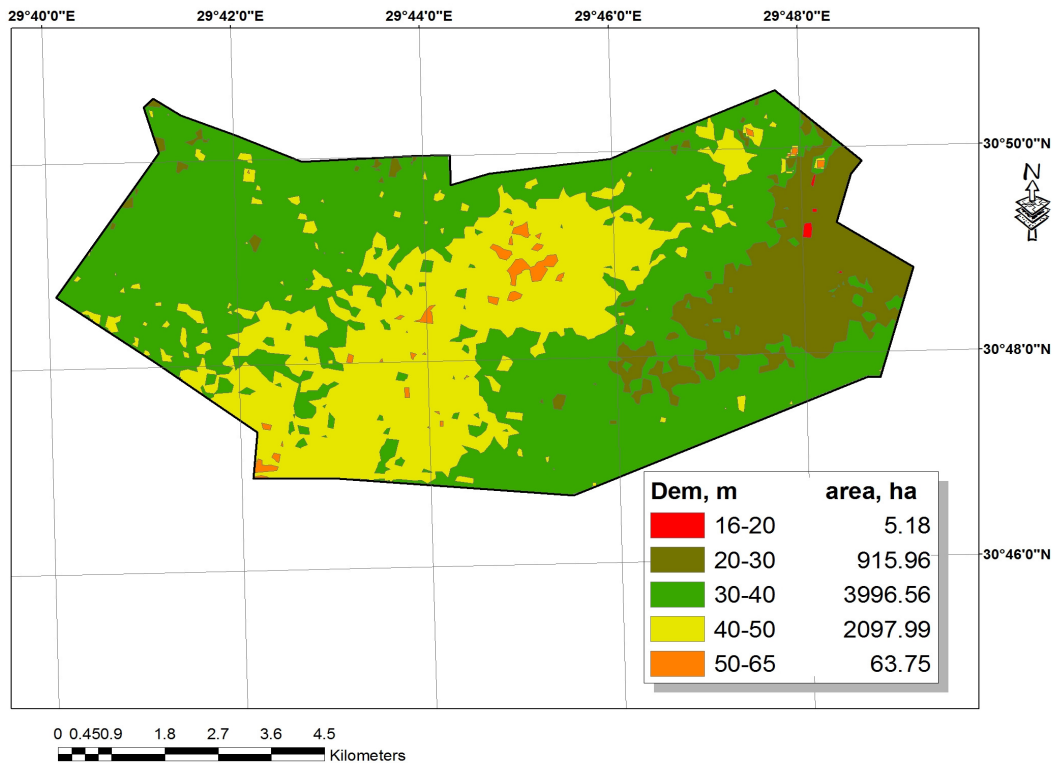 29°40'0"E 29°42'0"E 29°44'0"E 29°46'0"E 29°48'0"E
30°50'0"N
N
30°48'0"N
Dem, m area, ha
16-20 5.18
20-30 915.96
30-40 3996.56
40-50 2097.99
50-65 63.75
30°46'0"N
0 0.450.9 1.8 2.7 3.6 4.5
Kilometers